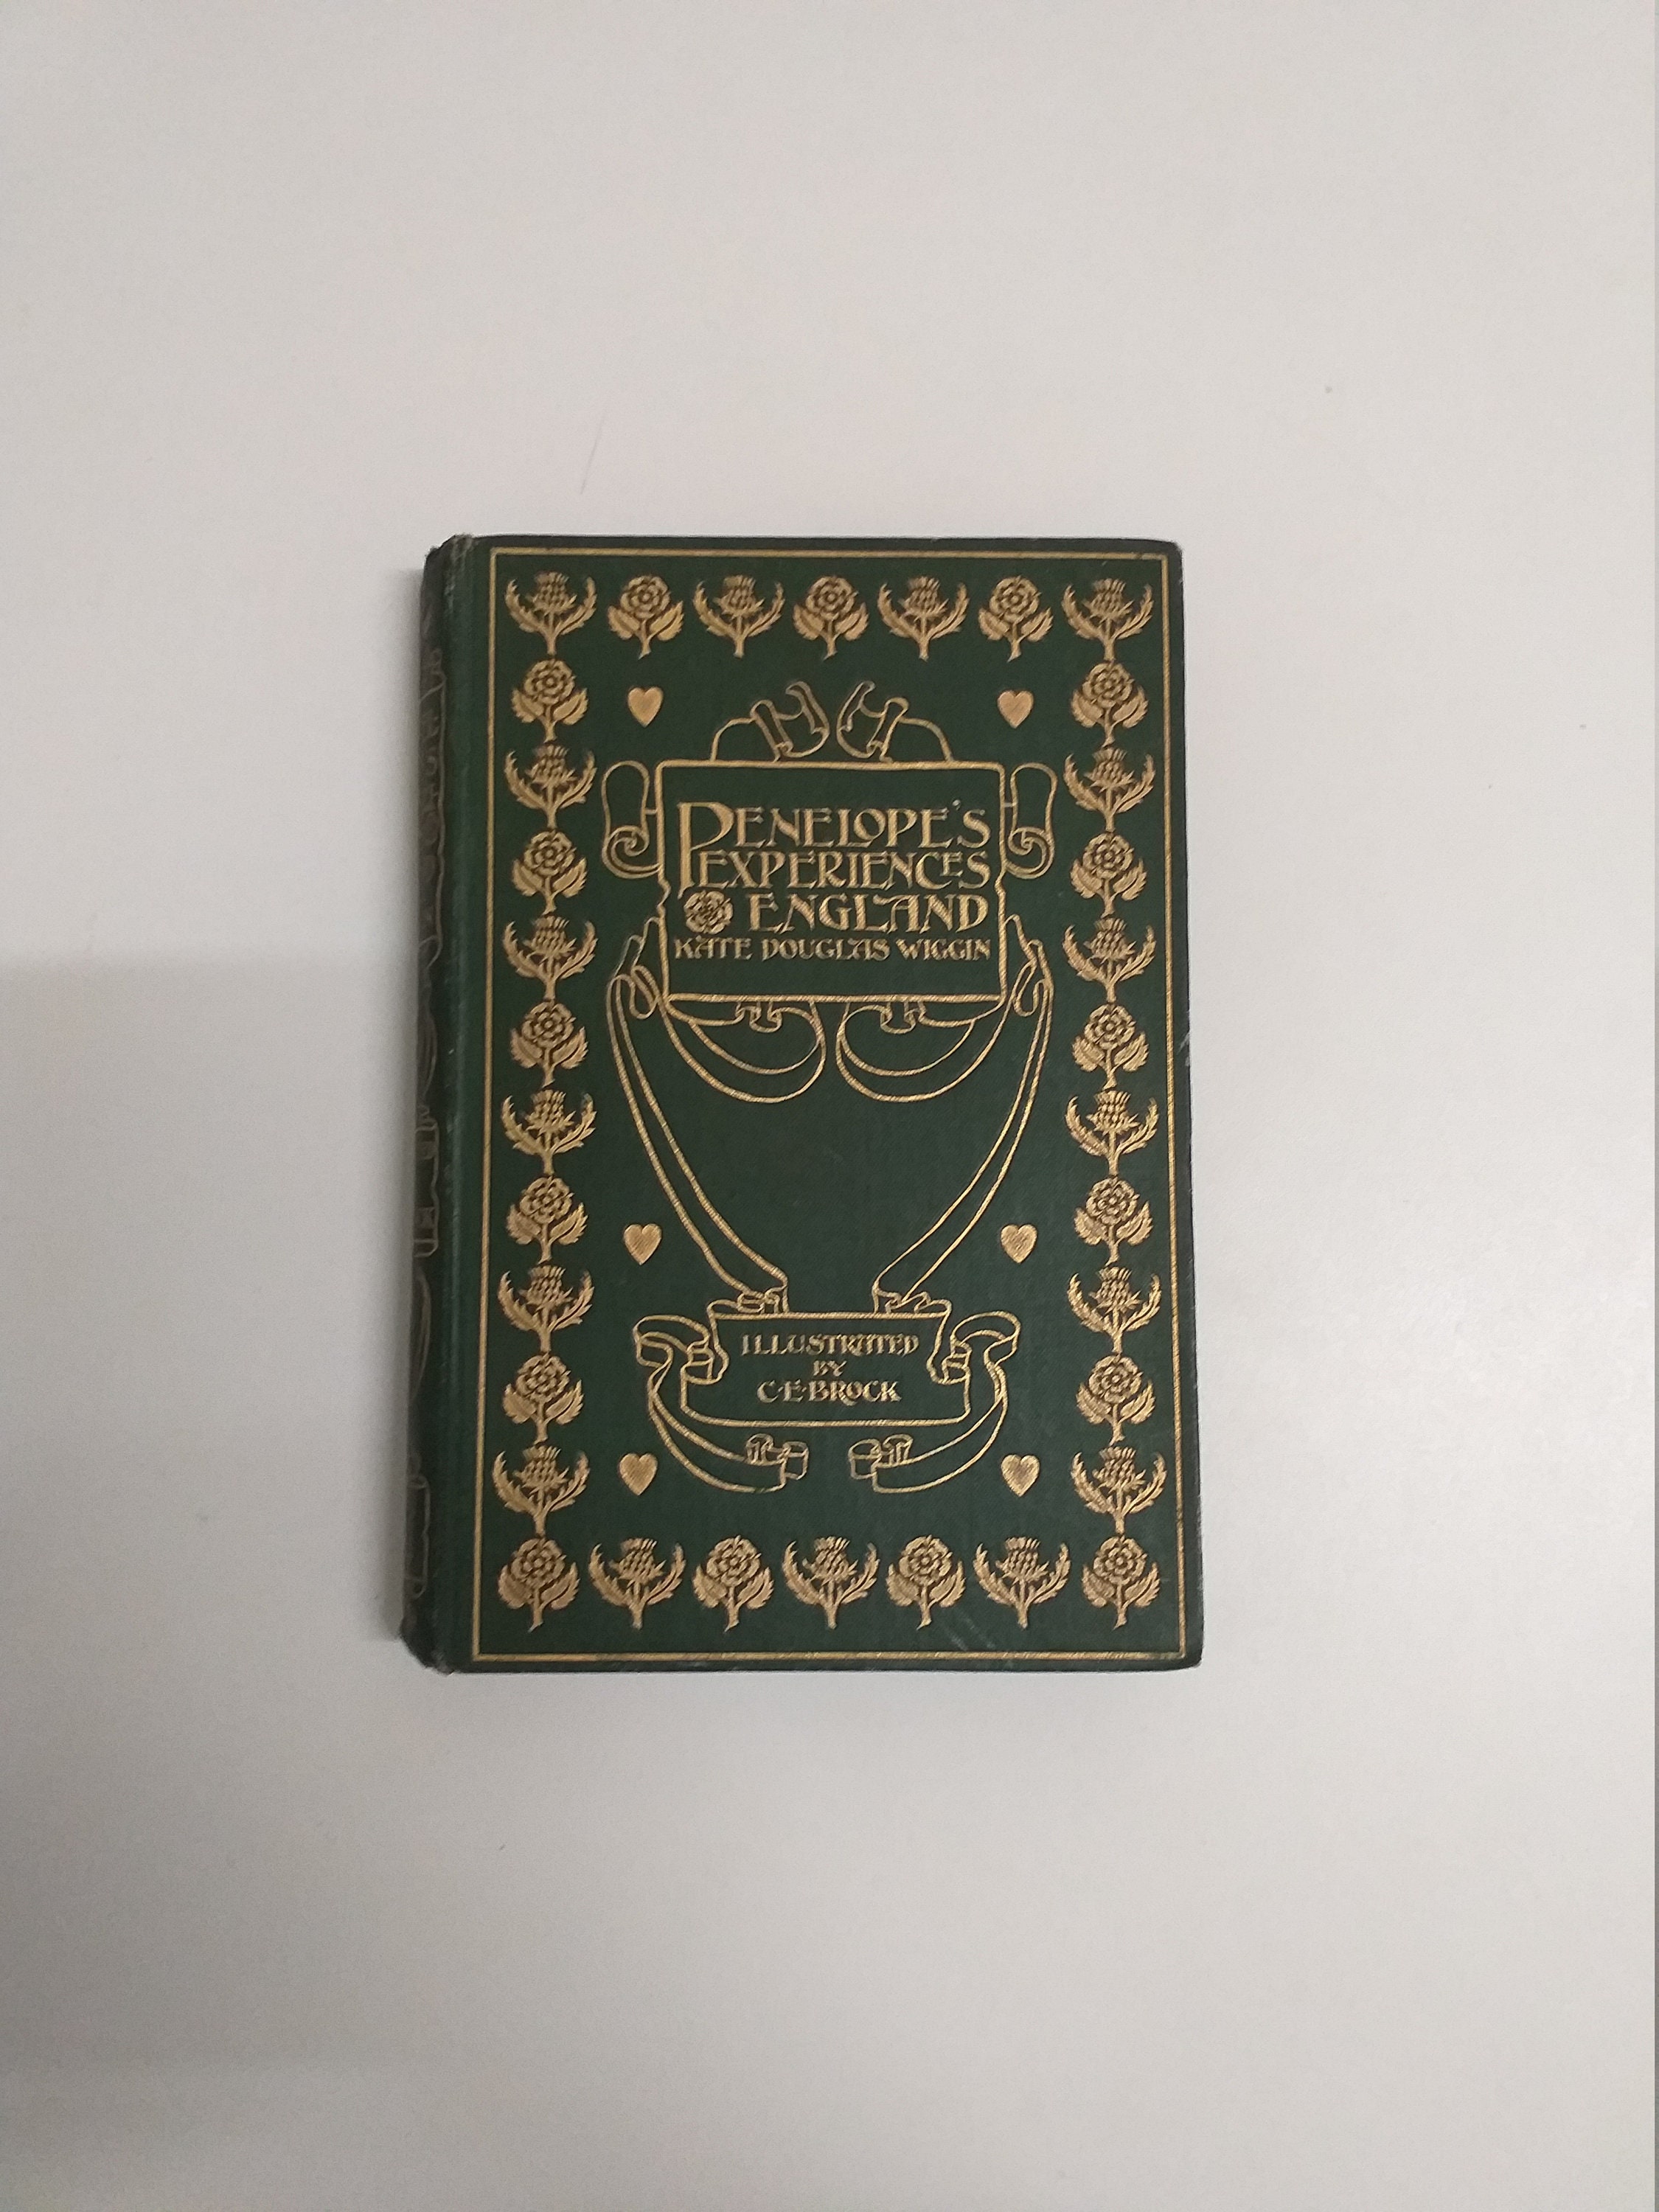 PENELOPE'S
EXPERIENCES
ENGLAND
KATE DOUGLAS WIGGIN
ILLUSTRATED
BY
C·E·BROCK